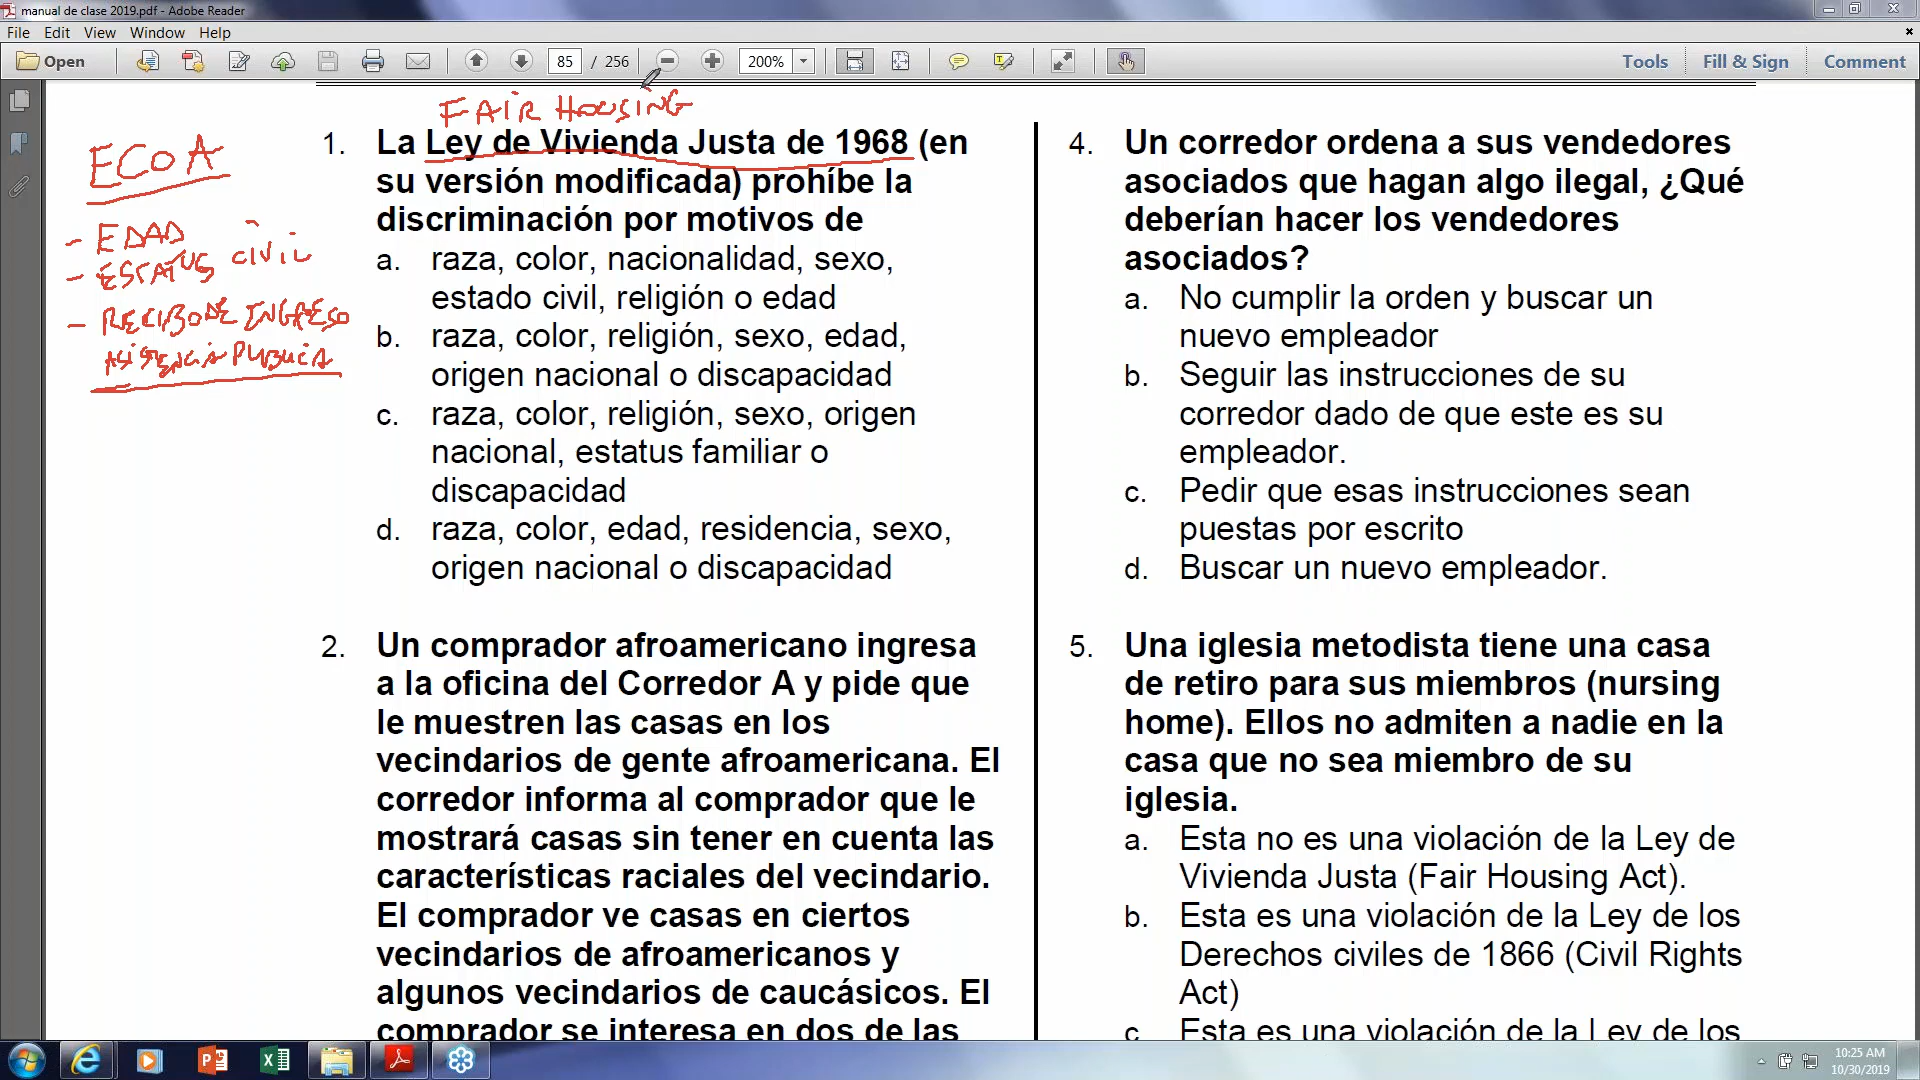 manual de clase 2019.pdf - Adobe Reader
File Edit View Window Help
Open 85 / 256 200% Tools Fill & Sign Comment
FAIR HOUSING
ECOA
- EDAD
- ESTATUS CIVIL
- RECIBO DE INGRESO
ASISTENCIA PUBLICA
1. La Ley de Vivienda Justa de 1968 (en
su versión modificada) prohíbe la
discriminación por motivos de
a. raza, color, nacionalidad, sexo,
estado civil, religión o edad
b. raza, color, religión, sexo, edad,
origen nacional o discapacidad
c. raza, color, religión, sexo, origen
nacional, estatus familiar o
discapacidad
d. raza, color, edad, residencia, sexo,
origen nacional o discapacidad
2. Un comprador afroamericano ingresa
a la oficina del Corredor A y pide que
le muestren las casas en los
vecindarios de gente afroamericana. El
corredor informa al comprador que le
mostrará casas sin tener en cuenta las
características raciales del vecindario.
El comprador ve casas en ciertos
vecindarios de afroamericanos y
algunos vecindarios de caucásicos. El
comprador se interesa en dos de las
4. Un corredor ordena a sus vendedores
asociados que hagan algo ilegal, ¿Qué
deberían hacer los vendedores
asociados?
a. No cumplir la orden y buscar un
nuevo empleador
b. Seguir las instrucciones de su
corredor dado de que este es su
empleador.
c. Pedir que esas instrucciones sean
puestas por escrito
d. Buscar un nuevo empleador.
5. Una iglesia metodista tiene una casa
de retiro para sus miembros (nursing
home). Ellos no admiten a nadie en la
casa que no sea miembro de su
iglesia.
a. Esta no es una violación de la Ley de
Vivienda Justa (Fair Housing Act).
b. Esta es una violación de la Ley de los
Derechos civiles de 1866 (Civil Rights
Act)
c. Esta es una violación de la Ley de los
10:25 AM
10/30/2019